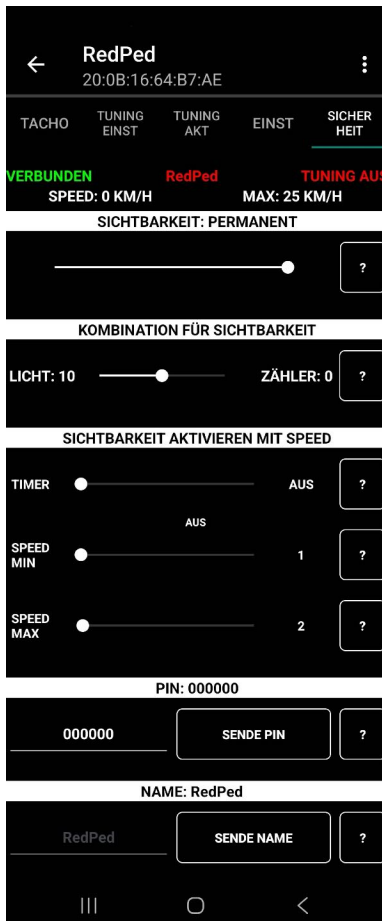 RedPed
20:0B:16:64:B7:AE
TACHO
TUNING
EINST
TUNING
AKT
EINST
SICHER
HEIT
VERBUNDEN RedPed TUNING AUS
SPEED: 0 KM/H MAX: 25 KM/H
SICHTBARKEIT: PERMANENT
?
KOMBINATION FÜR SICHTBARKEIT
LICHT: 10 ZÄHLER: 0 ?
SICHTBARKEIT AKTIVIEREN MIT SPEED
TIMER AUS ?
AUS
SPEED
MIN
1 ?
SPEED
MAX
2 ?
PIN: 000000
000000 SENDE PIN ?
NAME: RedPed
RedPed SENDE NAME ?